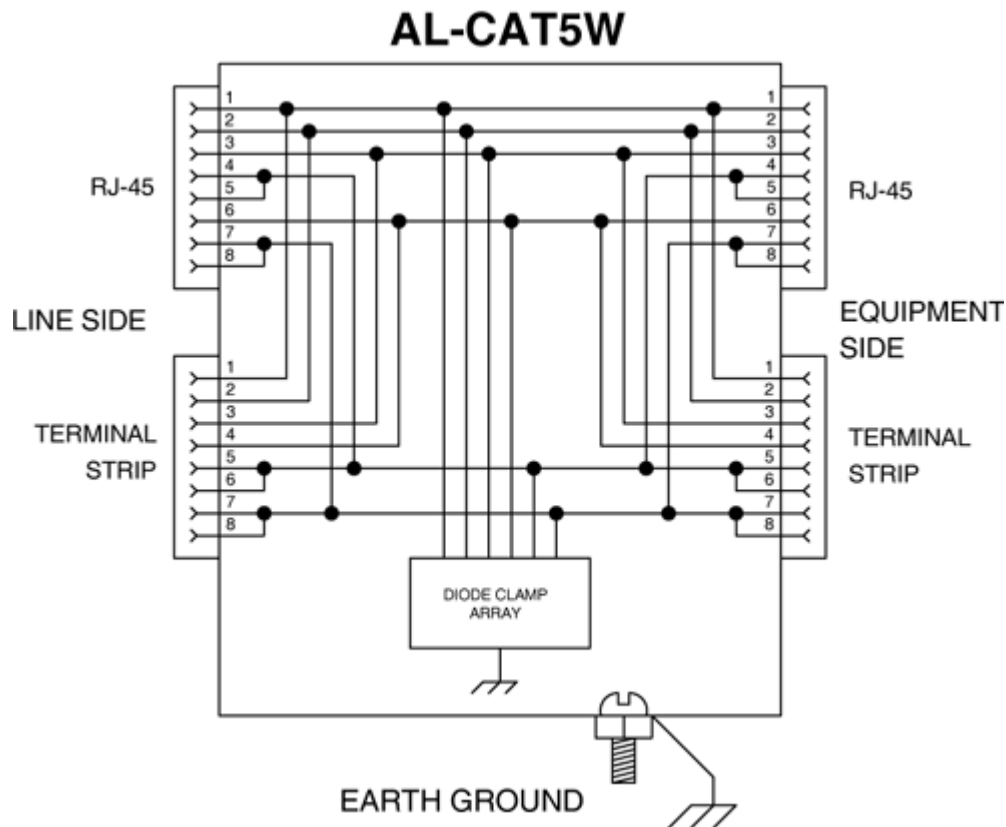 AL-CAT5W
1
2
3
4
5
6
7
8
RJ-45
1
2
3
4
5
6
7
8
RJ-45
LINE SIDE
EQUIPMENT
SIDE
1
2
3
4
5
6
7
8
TERMINAL
STRIP
1
2
3
4
5
6
7
8
TERMINAL
STRIP
DIODE CLAMP
ARRAY
EARTH GROUND